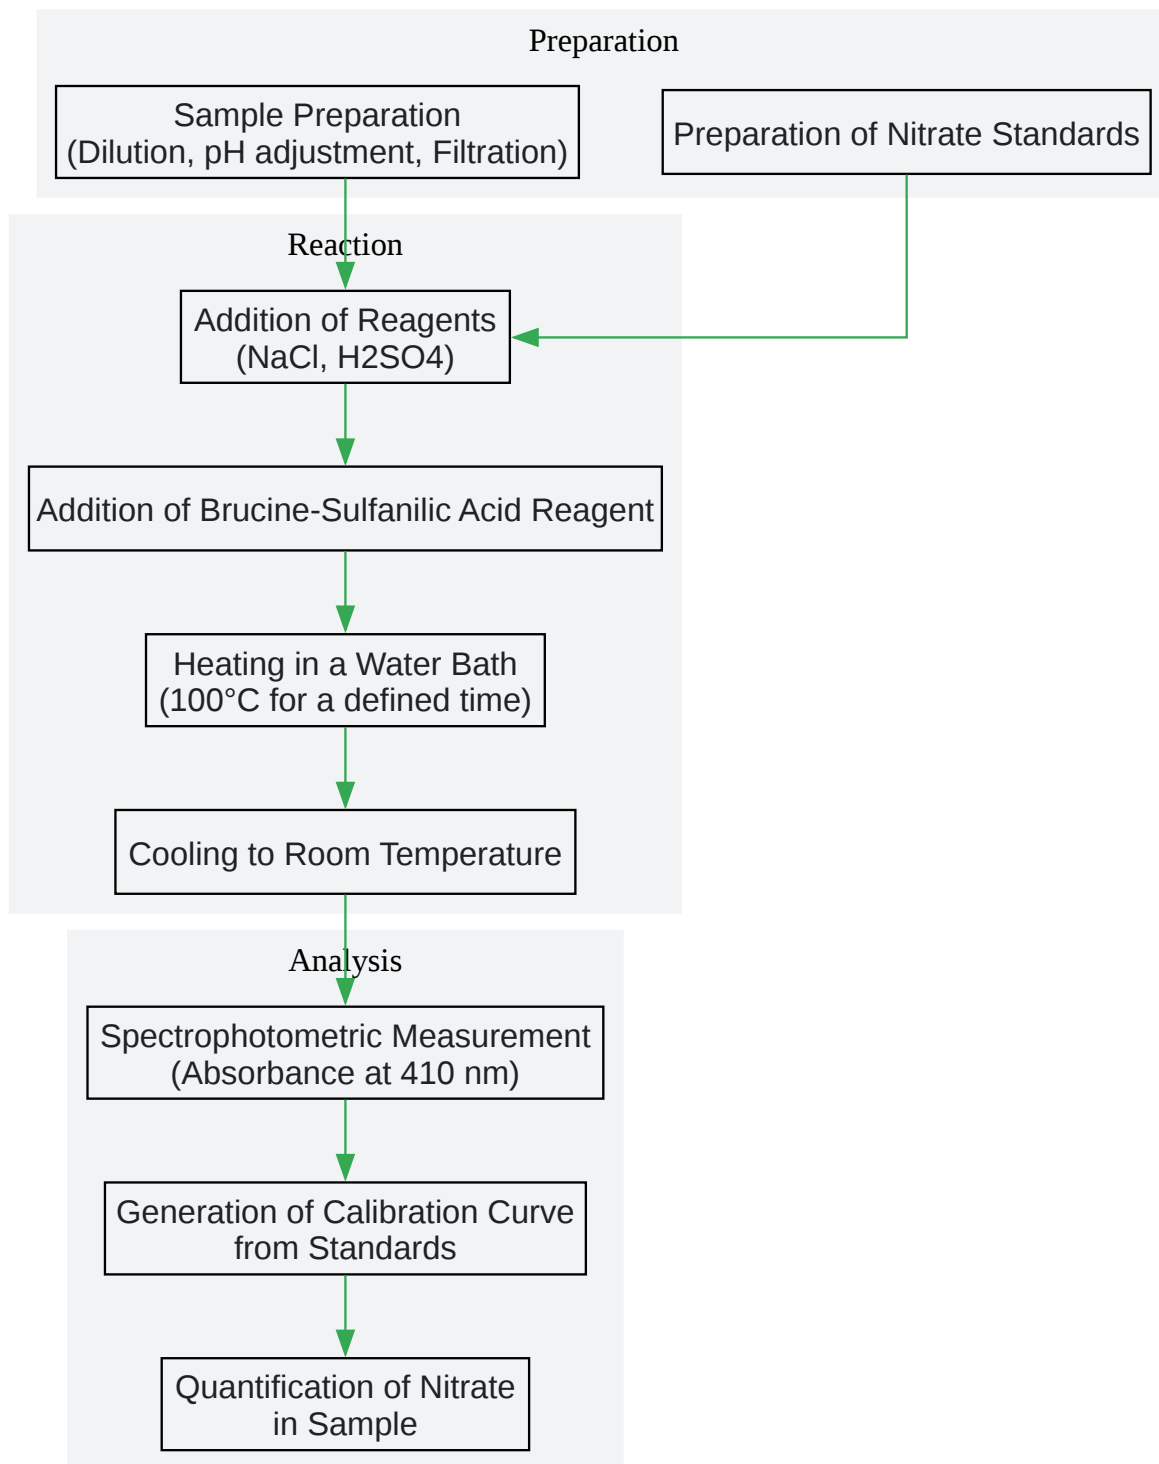 Preparation
Sample Preparation
(Dilution, pH adjustment, Filtration)
Preparation of Nitrate Standards
Reaction
Addition of Reagents
(NaCl, H2SO4)
Addition of Brucine-Sulfanilic Acid Reagent
Heating in a Water Bath
(100°C for a defined time)
Cooling to Room Temperature
Analysis
Spectrophotometric Measurement
(Absorbance at 410 nm)
Generation of Calibration Curve
from Standards
Quantification of Nitrate
in Sample